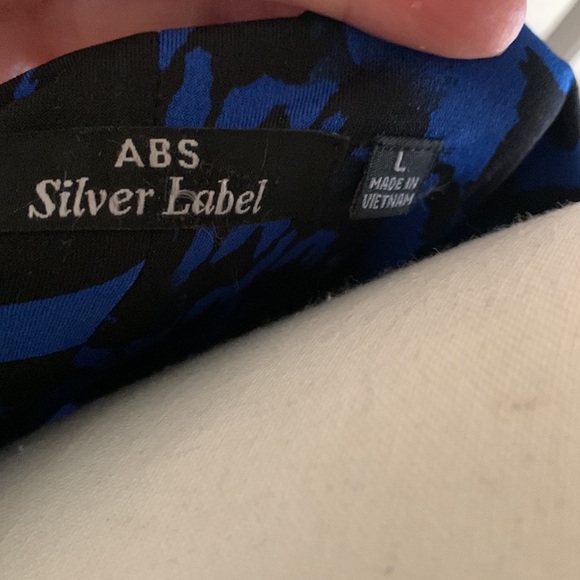 ABS
Silver Label
L
MADE IN
VIETNAM